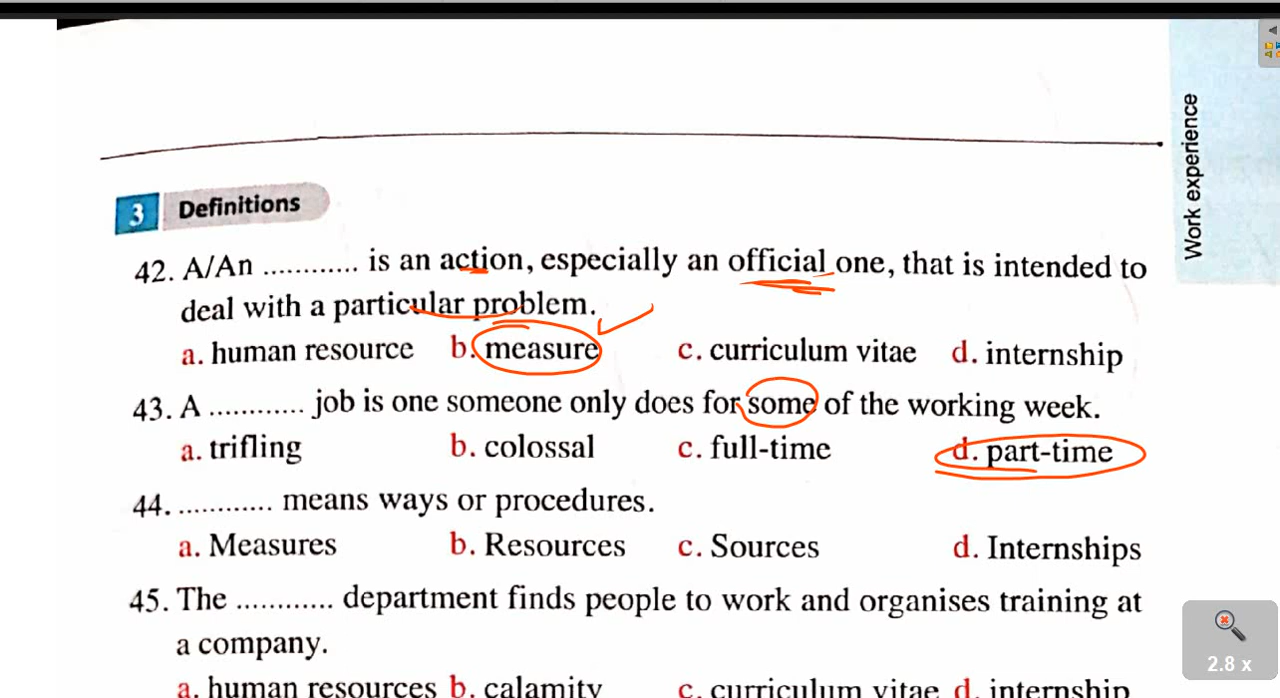 Work experience
3 Definitions
42. A/An ............ is an action, especially an official one, that is intended to
deal with a particular problem.
a. human resource b. measure c. curriculum vitae d. internship
43. A ............ job is one someone only does for some of the working week.
a. trifling b. colossal c. full-time d. part-time
44. ............ means ways or procedures.
a. Measures b. Resources c. Sources d. Internships
45. The ............ department finds people to work and organises training at
a company.
a. human resources b. calamity c. curriculum vitae d. internship
2.8 x